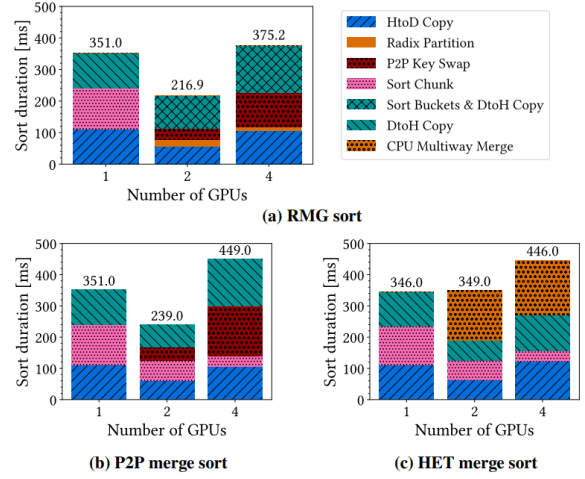 500
400
300
200
100
0
Sort duration [ms]
351.0
216.9
375.2
1
2
4
Number of GPUs
HtoD Copy
Radix Partition
P2P Key Swap
Sort Chunk
Sort Buckets & DtoH Copy
DtoH Copy
CPU Multiway Merge
(a) RMG sort
500
400
300
200
100
0
Sort duration [ms]
351.0
239.0
449.0
1
2
4
Number of GPUs
(b) P2P merge sort
500
400
300
200
100
0
Sort duration [ms]
346.0
349.0
446.0
1
2
4
Number of GPUs
(c) HET merge sort